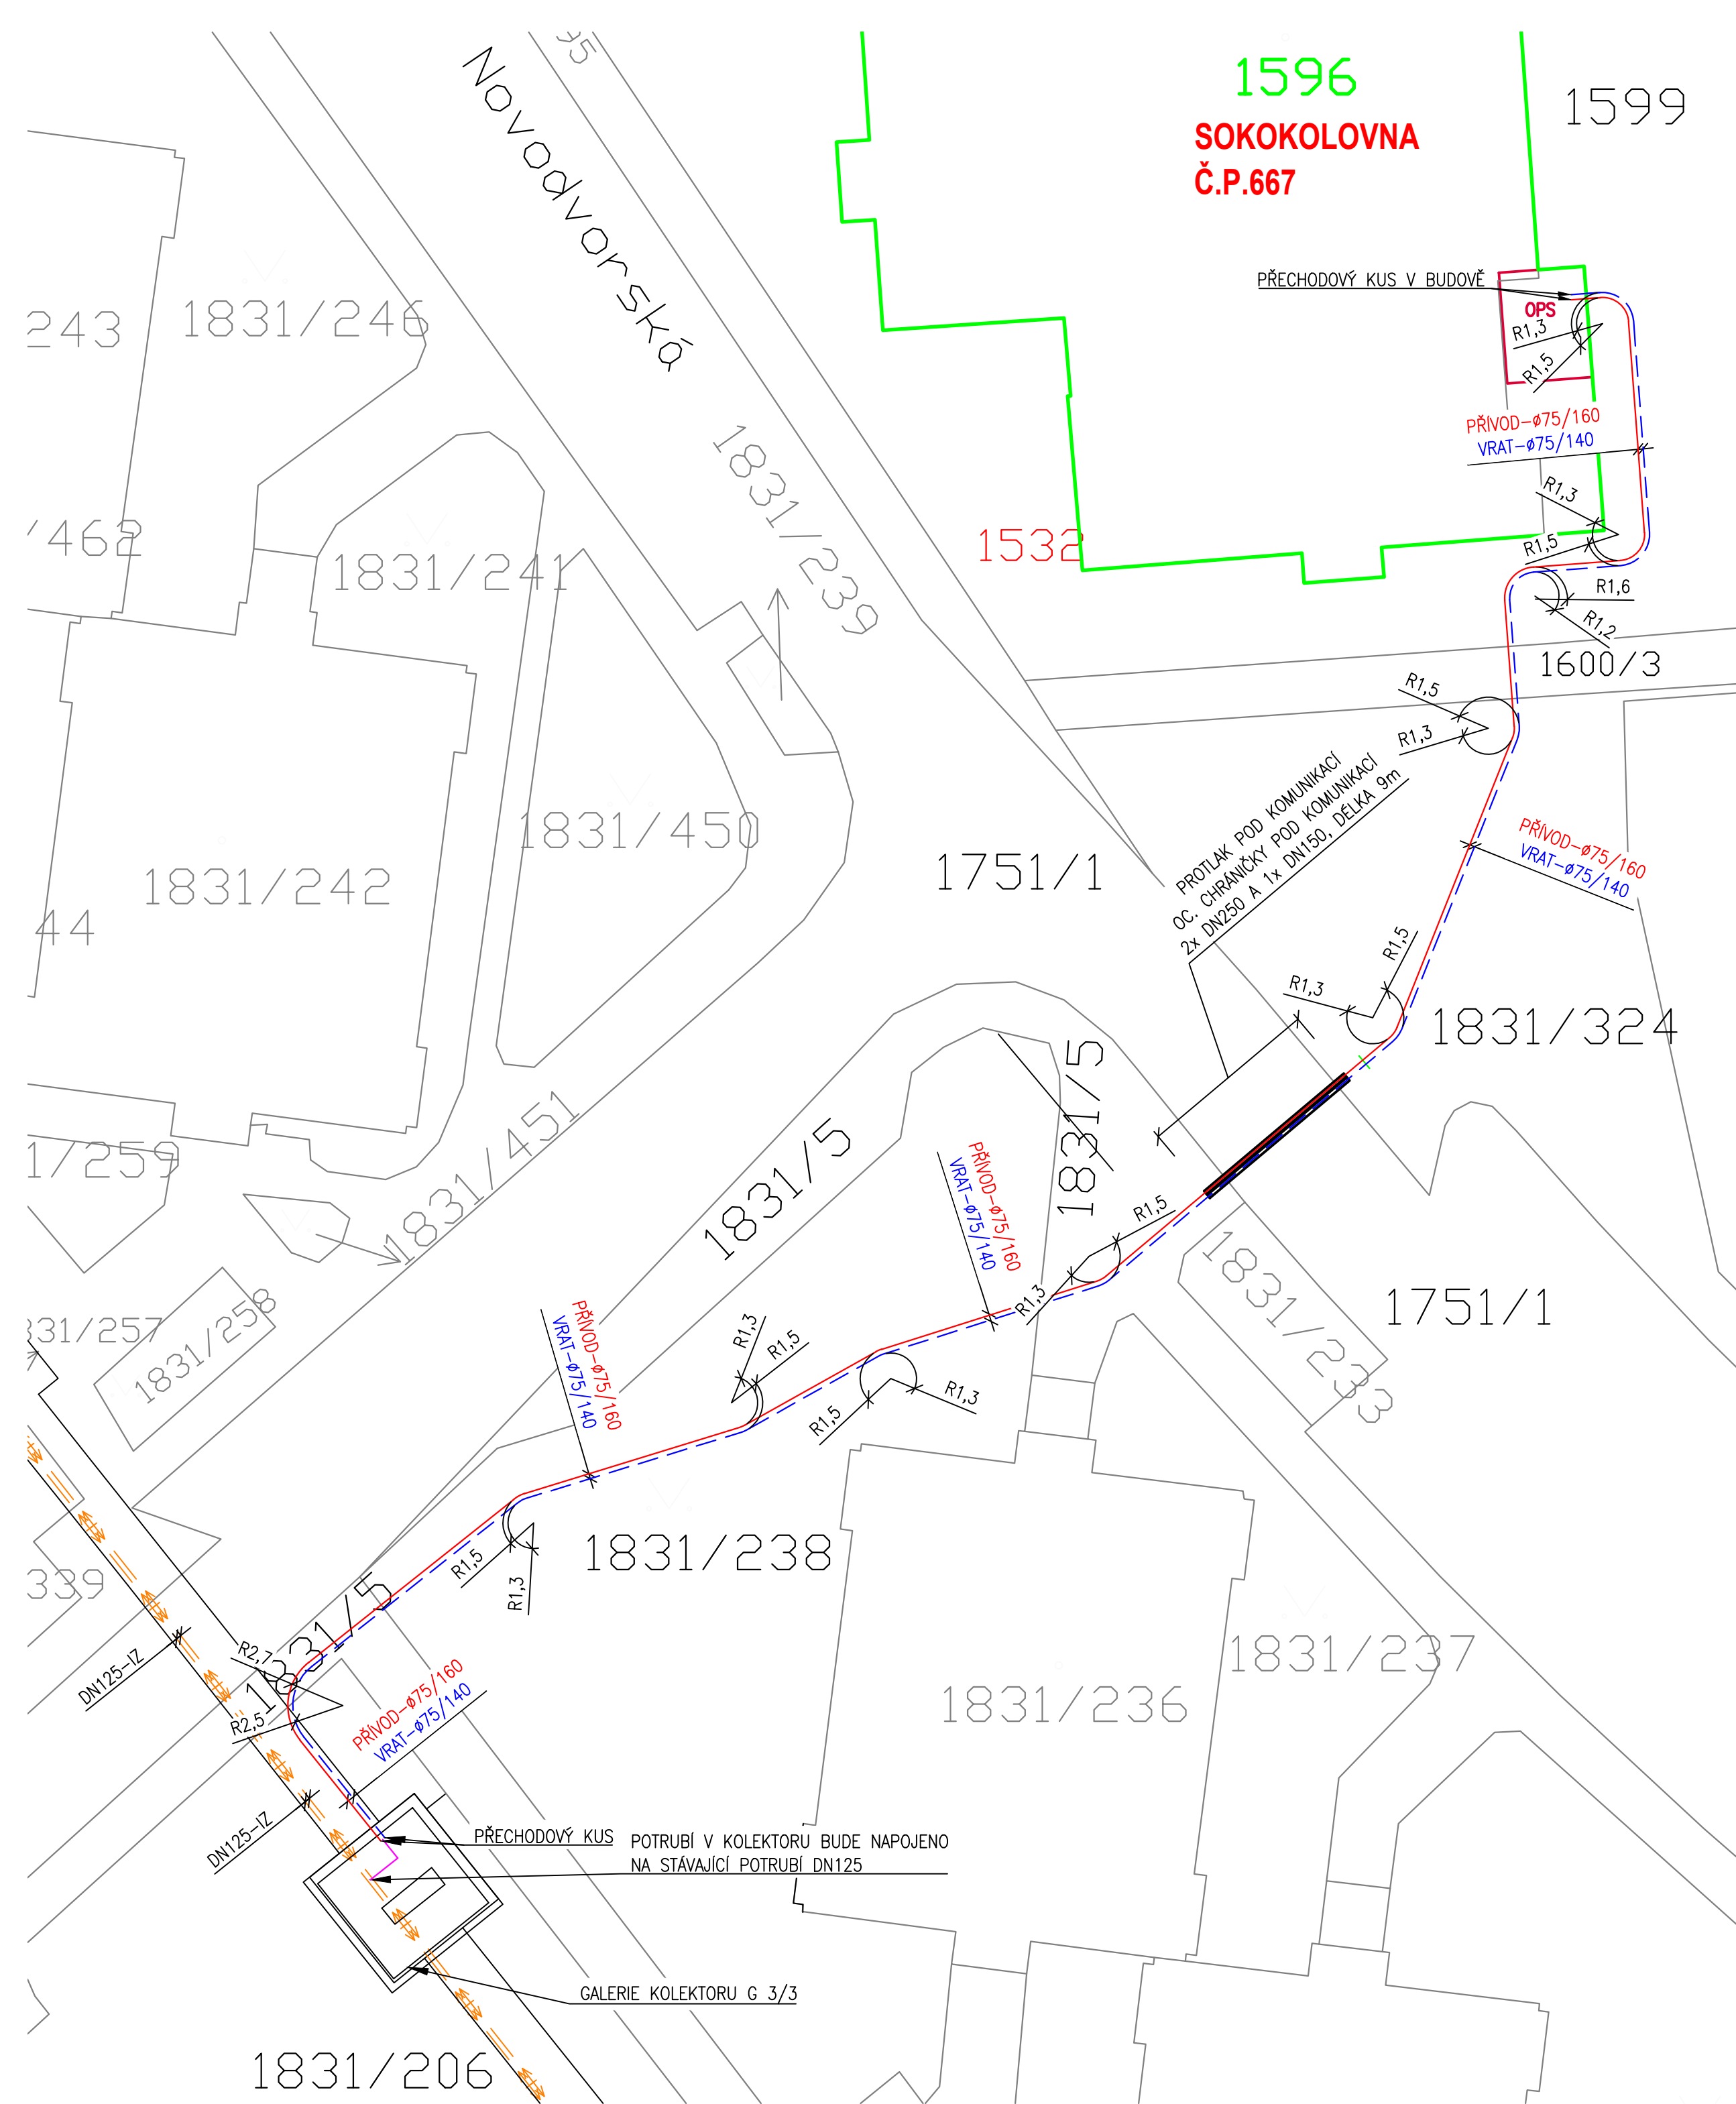 95
Novodvorská
1596
SOKOKOLOVNA
Č.P.667
1599
243
1831/246
PŘECHODOVÝ KUS V BUDOVĚ
OPS
R1,3
R1,5
PŘÍVOD-ø75/160
VRAT-ø75/140
1831/239
/462
1831/241
1532
R1,3
R1,5
R1,6
R1,2
1600/3
R1,5
R1,3
1831/450
1831/242
44
1751/1
PROTLAK POD KOMUNIKACÍ
OC. CHRÁNIČKY POD KOMUNIKACÍ
2x DN250 A 1x DN150, DÉLKA 9m
PŘÍVOD-ø75/160
VRAT-ø75/140
R1,5
R1,3
1831/324
1831/5
1831/451
1831/5
1/259
PŘÍVOD-ø75/160
VRAT-ø75/140
R1,5
R1,3
1831/233
1751/1
1831/258
831/257
PŘÍVOD-ø75/160
VRAT-ø75/140
R1,3
R1,5
R1,5
R1,3
R1,5
R1,3
1831/238
339
1831/5
R2,7
R2,5
DN125-IZ
PŘÍVOD-ø75/160
VRAT-ø75/140
1831/237
1831/236
DN125-IZ
PŘECHODOVÝ KUS
POTRUBÍ V KOLEKTORU BUDE NAPOJENO
NA STÁVAJÍCÍ POTRUBÍ DN125
GALERIE KOLEKTORU G 3/3
1831/206